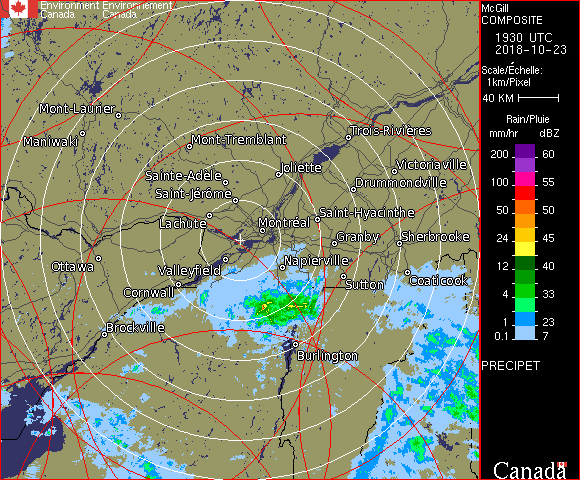 Environment Environnement
Canada Canada
McGill
COMPOSITE
1930 UTC
2018-10-23
Scale/Échelle:
1km/Pixel
40 KM
Rain/Pluie
mm/hr dBZ
200 60
100 55
50 50
24 45
12 40
4 33
1 23
0.1 7
PRECIPET
Canada
Mont-Laurier
Maniwaki
Mont-Tremblant
Trois-Rivières
Sainte-Adèle
Joliette
Victoriaville
Saint-Jérôme
Drummondville
Lachute
Montréal
Saint-Hyacinthe
Granby
Sherbrooke
Ottawa
Valleyfield
Napierville
Cornwall
Sutton
Coaticook
Brockville
Burlington